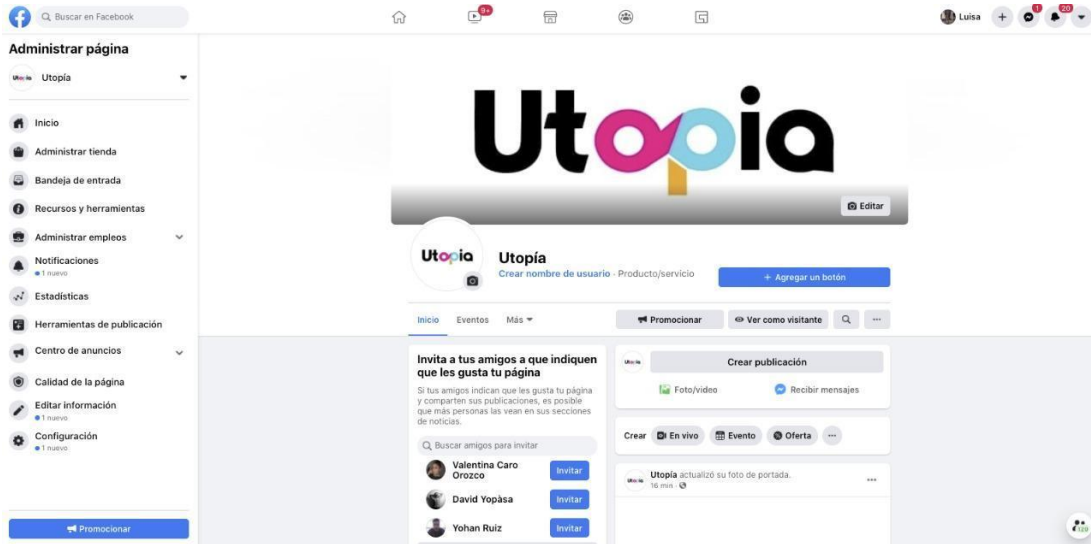 Buscar en Facebook
9+
Luisa
1
20
Administrar página
Utopía
Utopía
Inicio
Administrar tienda
Bandeja de entrada
Recursos y herramientas
Administrar empleos
Notificaciones
1 nuevo
Estadísticas
Herramientas de publicación
Centro de anuncios
Calidad de la página
Editar información
1 nuevo
Configuración
1 nuevo
Promocionar
Utopia
Editar
Utopia
Utopía
Crear nombre de usuario · Producto/servicio
+ Agregar un botón
Inicio Eventos Más
Promocionar
Ver como visitante
Invita a tus amigos a que indiquen
que les gusta tu página
Si tus amigos indican que les gusta tu página
y comparten sus publicaciones, es posible
que más personas las vean en sus secciones
de noticias.
Buscar amigos para invitar
Valentina Caro
Orozco
Invitar
David Yopàsa
Invitar
Yohan Ruiz
Invitar
Utopia
Crear publicación
Foto/video
Recibir mensajes
Crear En vivo Evento Oferta
Utopia
Utopía actualizó su foto de portada.
16 min ·
120